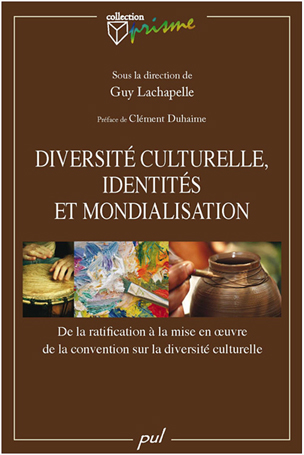 collection
prisme
Sous la direction de
Guy Lachapelle
Préface de Clément Duhaime
DIVERSITÉ CULTURELLE,
IDENTITÉS
ET MONDIALISATION
De la ratification à la mise en œuvre
de la convention sur la diversité culturelle
pul